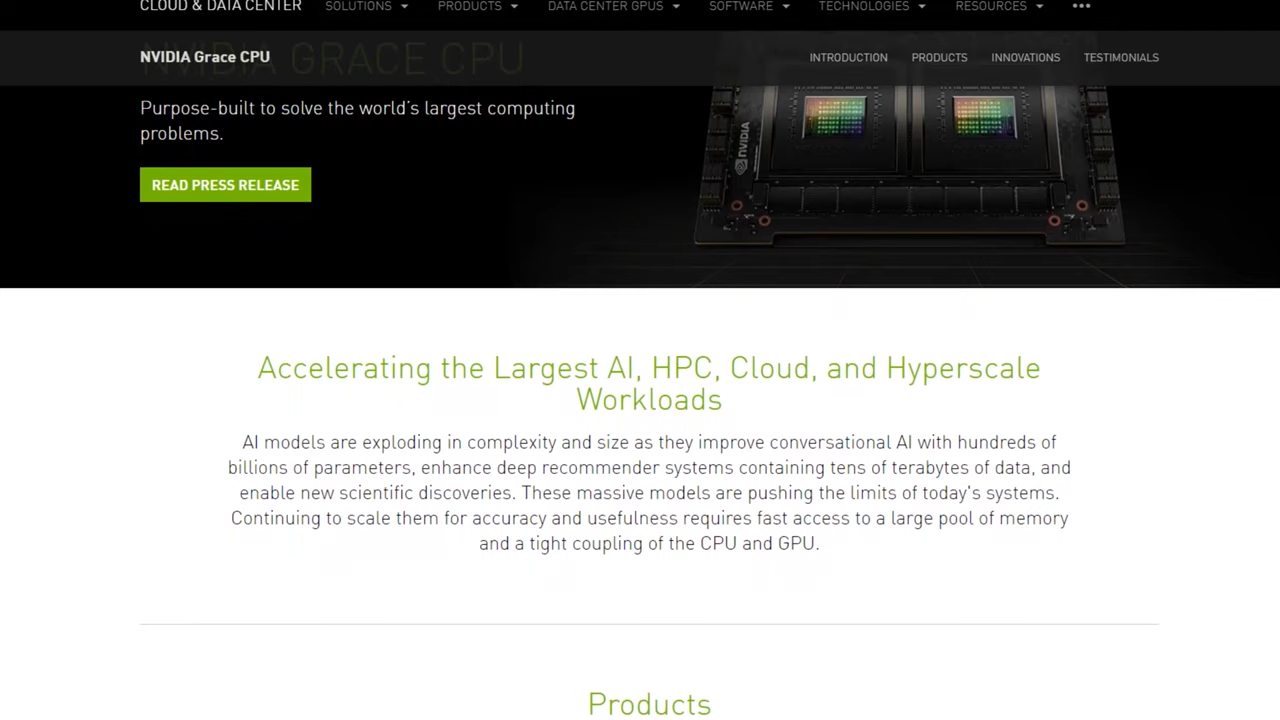 CLOUD & DATA CENTER SOLUTIONS PRODUCTS DATA CENTER GPUS SOFTWARE TECHNOLOGIES RESOURCES
NVIDIA GRACE CPU
NVIDIA Grace CPU INTRODUCTION PRODUCTS INNOVATIONS TESTIMONIALS
Purpose-built to solve the world's largest computing
problems.
READ PRESS RELEASE
NVIDIA
Accelerating the Largest AI, HPC, Cloud, and Hyperscale
Workloads
AI models are exploding in complexity and size as they improve conversational AI with hundreds of
billions of parameters, enhance deep recommender systems containing tens of terabytes of data, and
enable new scientific discoveries. These massive models are pushing the limits of today's systems.
Continuing to scale them for accuracy and usefulness requires fast access to a large pool of memory
and a tight coupling of the CPU and GPU.
Products